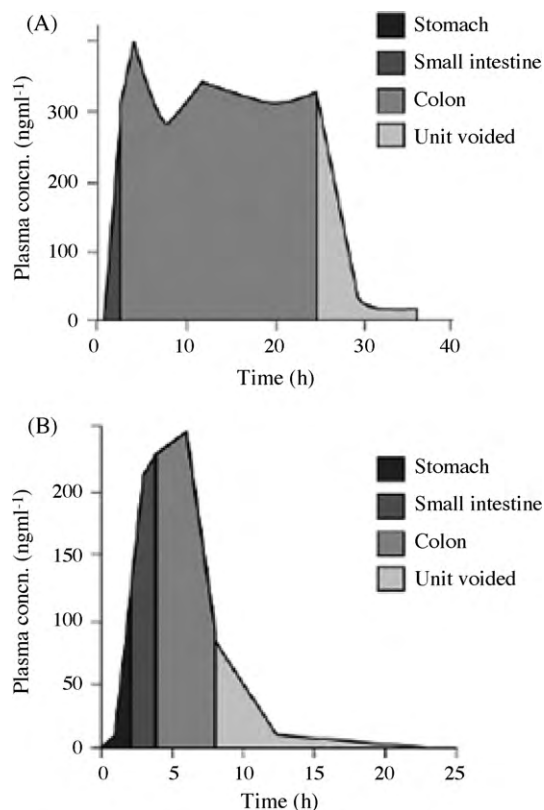 (A)
Stomach
Small intestine
Colon
Unit voided
Plasma concn. (ngml-1)
300
200
100
0
0 10 20 30 40
Time (h)
(B)
Stomach
Small intestine
Colon
Unit voided
Plasma concn. (ngml-1)
200
150
100
50
0
0 5 10 15 20 25
Time (h)